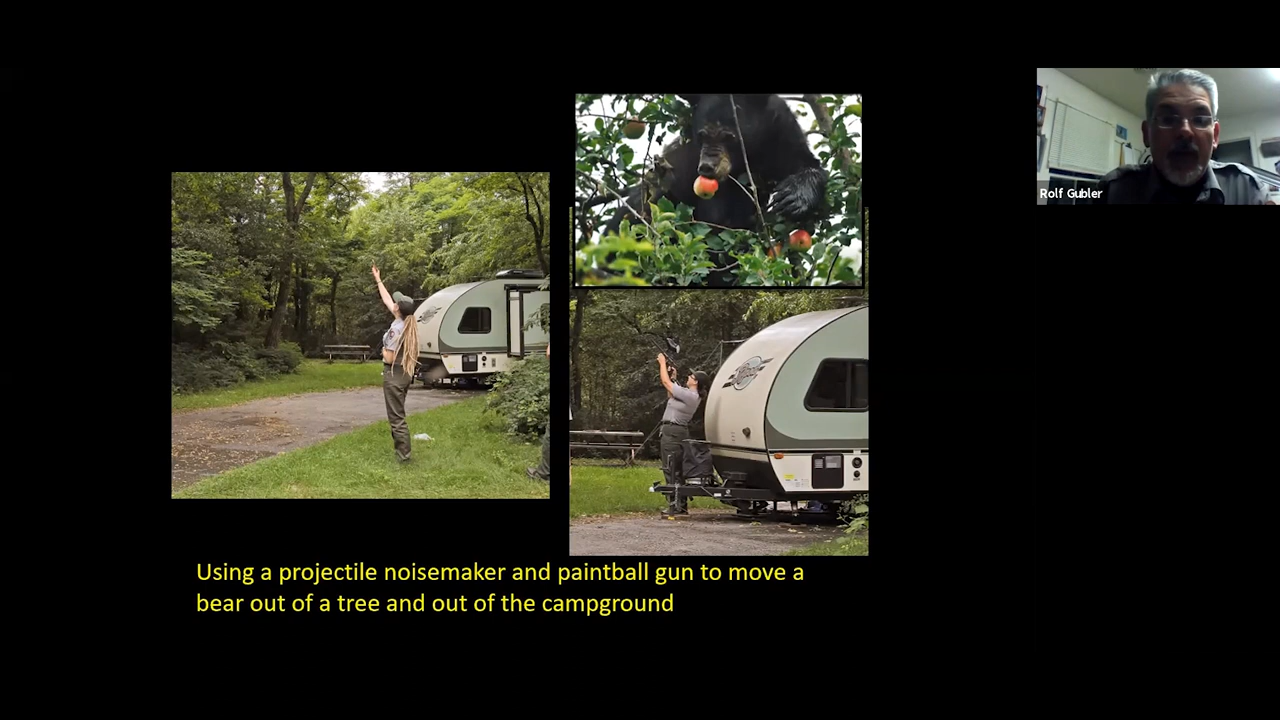 Rolf Gubler
Using a projectile noisemaker and paintball gun to move a
bear out of a tree and out of the campground